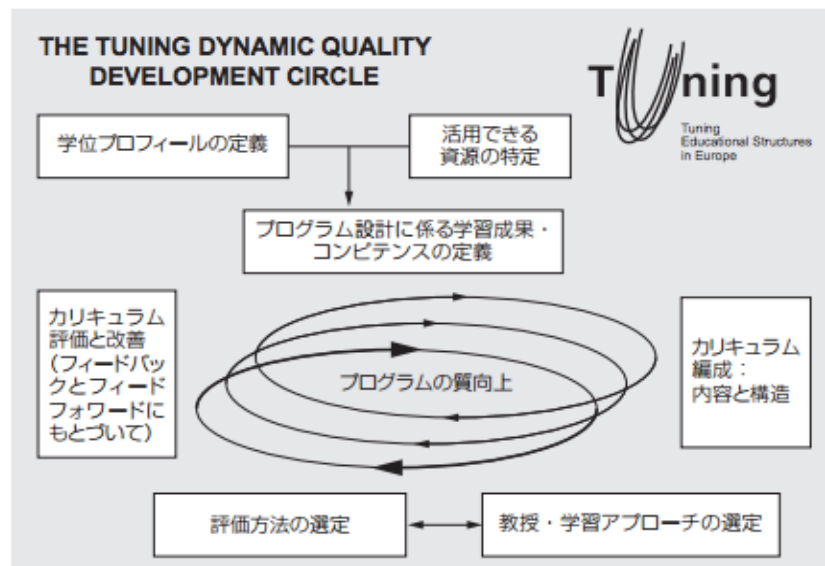 THE TUNING DYNAMIC QUALITY
DEVELOPMENT CIRCLE
Tuning
Tuning
Educational Structures
in Europe
学位プロフィールの定義
活用できる
資源の特定
プログラム設計に係る学習成果・
コンピテンスの定義
カリキュラム
評価と改善
（フィードバッ
クとフィード
フォワードに
もとづいて）
プログラムの質向上
カリキュラム
編成：
内容と構造
評価方法の選定
教授・学習アプローチの選定